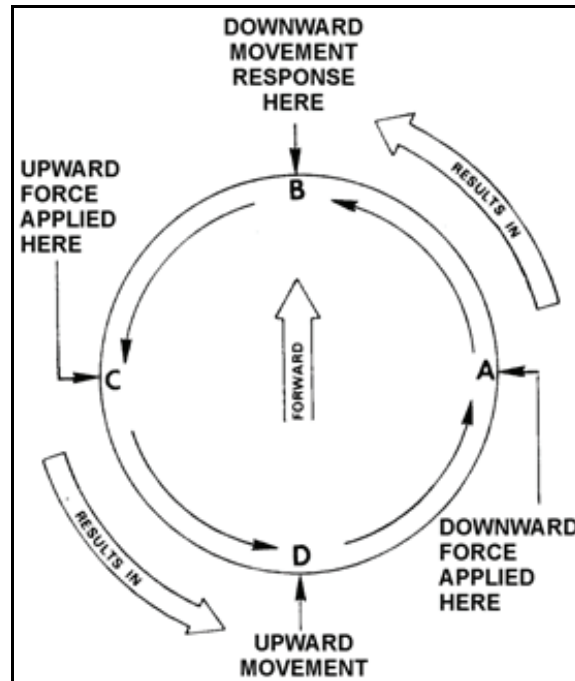 DOWNWARD
MOVEMENT
RESPONSE
HERE
UPWARD
FORCE
APPLIED
HERE
RESULTS IN
B
FORWARD
C
A
RESULTS IN
D
DOWNWARD
FORCE
APPLIED
HERE
UPWARD
MOVEMENT